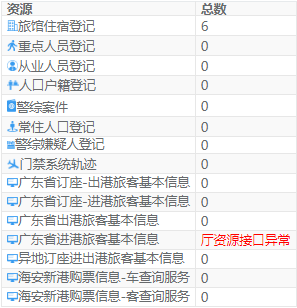 资源 总数
旅馆住宿登记 6
重点人员登记 0
从业人员登记 0
人口户籍登记 0
警综案件 0
常住人口登记 0
警综嫌疑人登记 0
门禁系统轨迹 0
广东省订座-出港旅客基本信息 0
广东省订座-进港旅客基本信息 0
广东省出港旅客基本信息 0
广东省进港旅客基本信息 厅资源接口异常
异地订座进出港旅客基本信息 0
海安新港购票信息-车查询服务 0
海安新港购票信息-客查询服务 0